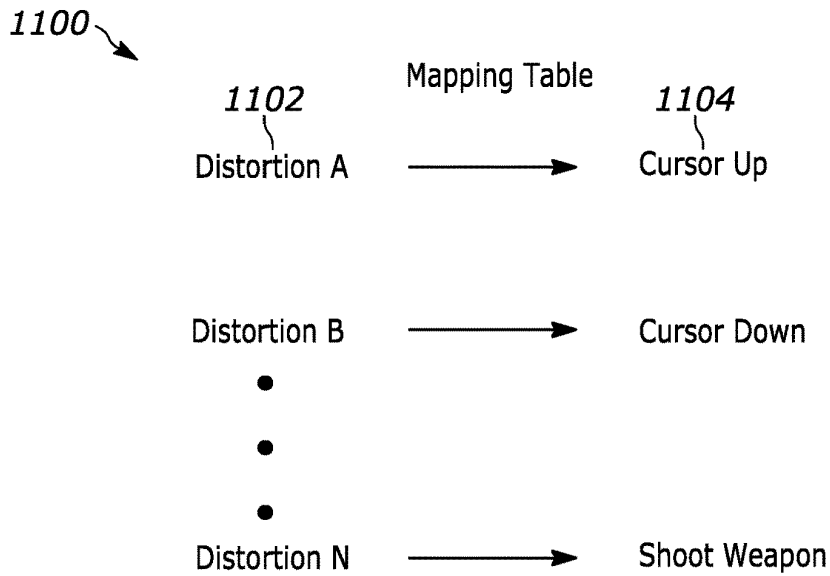 1100
Mapping Table
1102
1104
Distortion A
Cursor Up
Distortion B
Cursor Down
Distortion N
Shoot Weapon